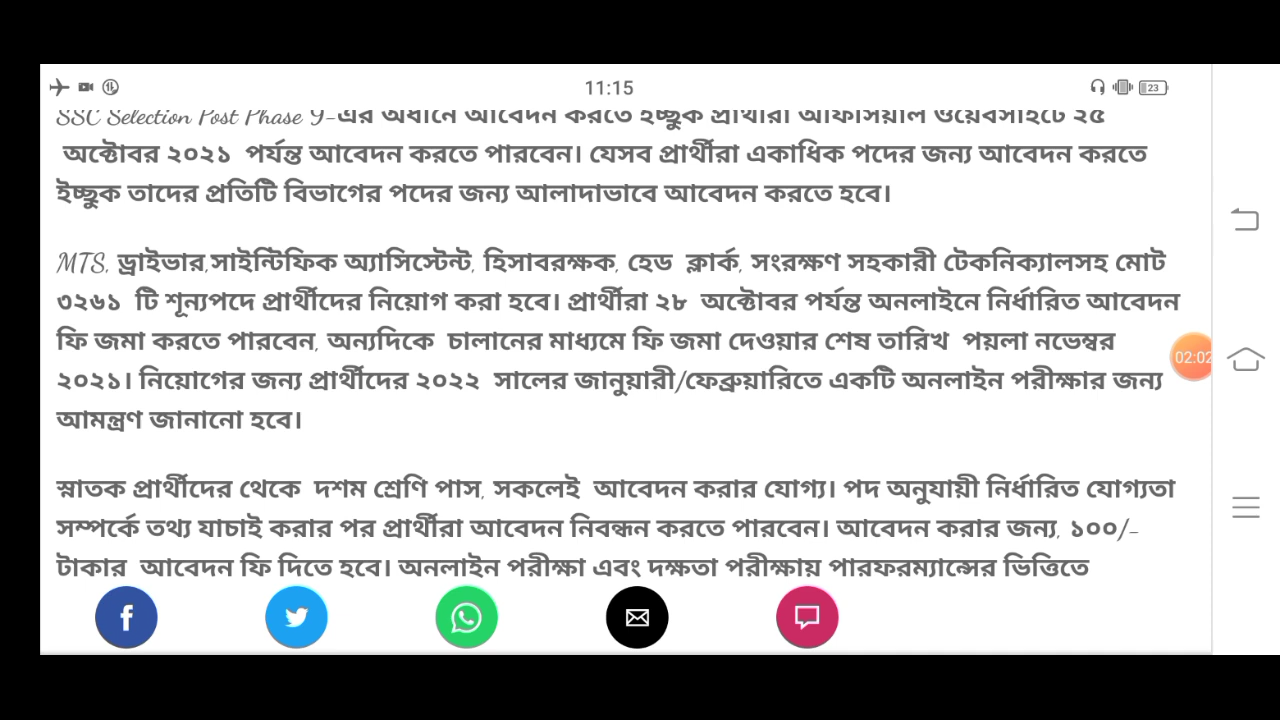 11:15
23
SSC Selection Post Phase 9-এর অধীনে আবেদন করতে ইচ্ছুক প্রার্থীরা অফিসিয়াল ওয়েবসাইটে ২৫
অক্টোবর ২০২১ পর্যন্ত আবেদন করতে পারবেন। যেসব প্রার্থীরা একাধিক পদের জন্য আবেদন করতে
ইচ্ছুক তাদের প্রতিটি বিভাগের পদের জন্য আলাদাভাবে আবেদন করতে হবে।
MTS, ড্রাইভার,সাইন্টিফিক অ্যাসিস্টেন্ট, হিসাবরক্ষক, হেড ক্লার্ক, সংরক্ষণ সহকারী টেকনিক্যালসহ মোট
৩২৬১ টি শূন্যপদে প্রার্থীদের নিয়োগ করা হবে। প্রার্থীরা ২৮ অক্টোবর পর্যন্ত অনলাইনে নির্ধারিত আবেদন
ফি জমা করতে পারবেন, অন্যদিকে চালানের মাধ্যমে ফি জমা দেওয়ার শেষ তারিখ পয়লা নভেম্বর
02:02
২০২১। নিয়োগের জন্য প্রার্থীদের ২০২২ সালের জানুয়ারী/ফেব্রুয়ারিতে একটি অনলাইন পরীক্ষার জন্য
আমন্ত্রণ জানানো হবে।
স্নাতক প্রার্থীদের থেকে দশম শ্রেণি পাস, সকলেই আবেদন করার যোগ্য। পদ অনুযায়ী নির্ধারিত যোগ্যতা
সম্পর্কে তথ্য যাচাই করার পর প্রার্থীরা আবেদন নিবন্ধন করতে পারবেন। আবেদন করার জন্য, ১০০/-
টাকার আবেদন ফি দিতে হবে। অনলাইন পরীক্ষা এবং দক্ষতা পরীক্ষায় পারফরম্যান্সের ভিত্তিতে